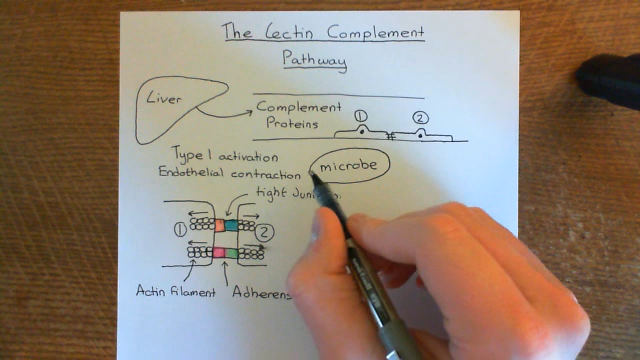 The Lectin Complement
Pathway
Liver
Complement
Proteins
1
2
Type I activation
Endothelial contraction
microbe
tight
1
2
Actin filament
Adherens